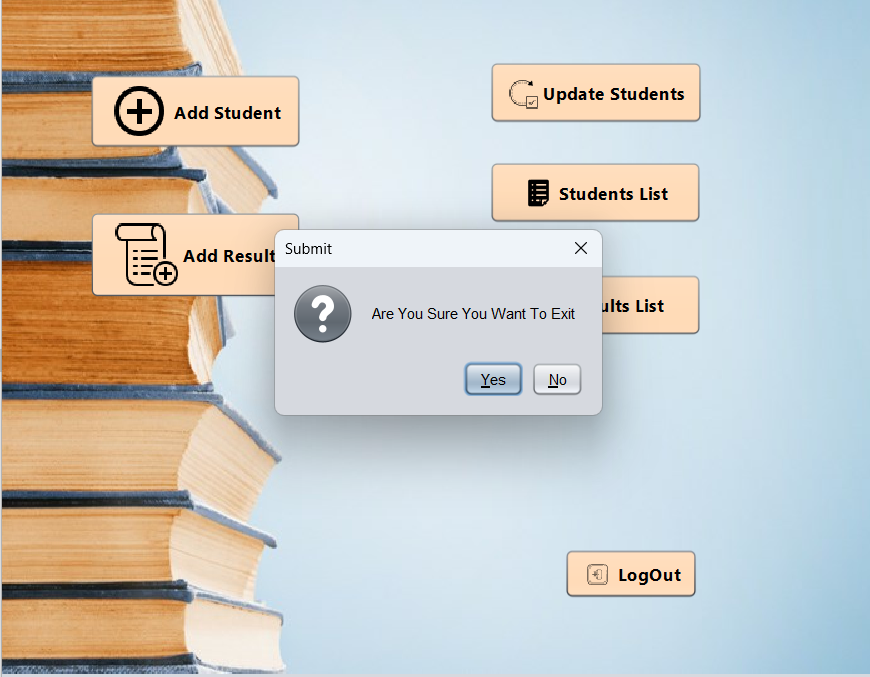 Add Student
Update Students
Students List
Add Result
Submit
Are You Sure You Want To Exit
ults List
Yes
No
LogOut